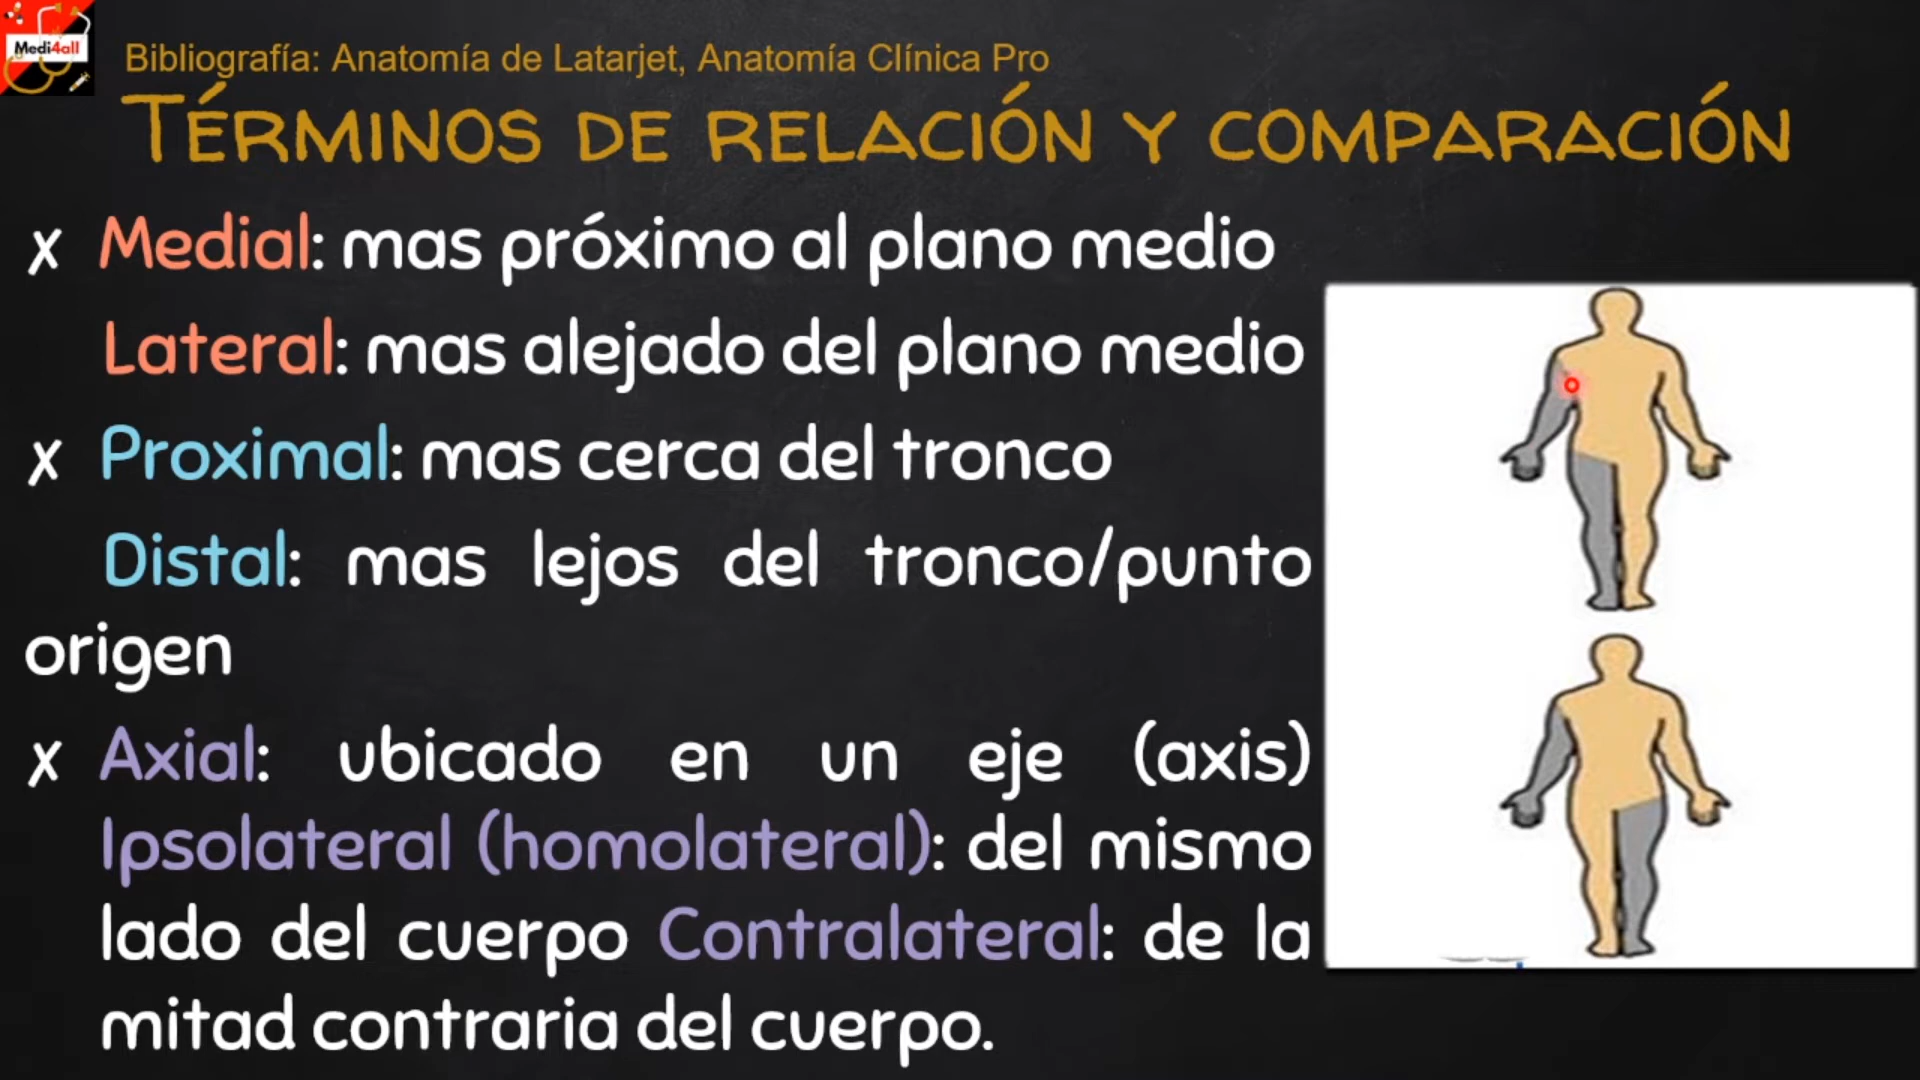 Medi4all
Bibliografía: Anatomía de Latarjet, Anatomía Clínica Pro
Términos de relación y comparación
✗ Medial: mas próximo al plano medio
Lateral: mas alejado del plano medio
✗ Proximal: mas cerca del tronco
Distal: mas lejos del tronco/punto
origen
✗ Axial: ubicado en un eje (axis)
Ipsolateral (homolateral): del mismo
lado del cuerpo Contralateral: de la
mitad contraria del cuerpo.